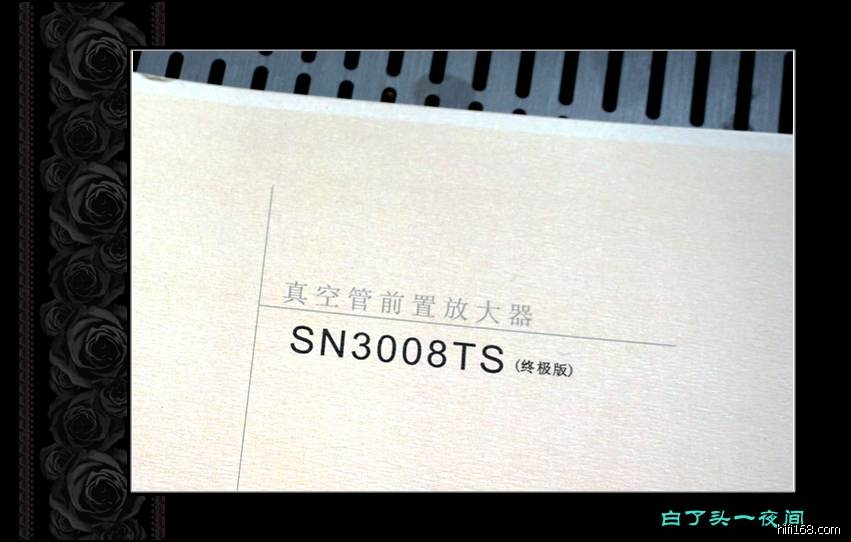 真空管前置放大器
SN3008TS (终极版)
白了头一夜间
hifi168.com